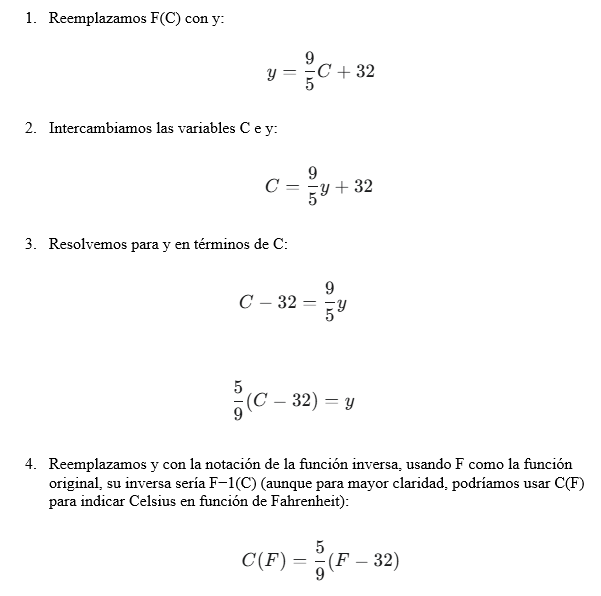 1. Reemplazamos F(C) con y:
y = \frac{9}{5}C + 32
2. Intercambiamos las variables C e y:
C = \frac{9}{5}y + 32
3. Resolvemos para y en términos de C:
C − 32 = \frac{9}{5}y
\frac{5}{9}(C − 32) = y
4. Reemplazamos y con la notación de la función inversa, usando F como la función
original, su inversa sería F−1(C) (aunque para mayor claridad, podríamos usar C(F)
para indicar Celsius en función de Fahrenheit):
C(F) = \frac{5}{9}(F − 32)